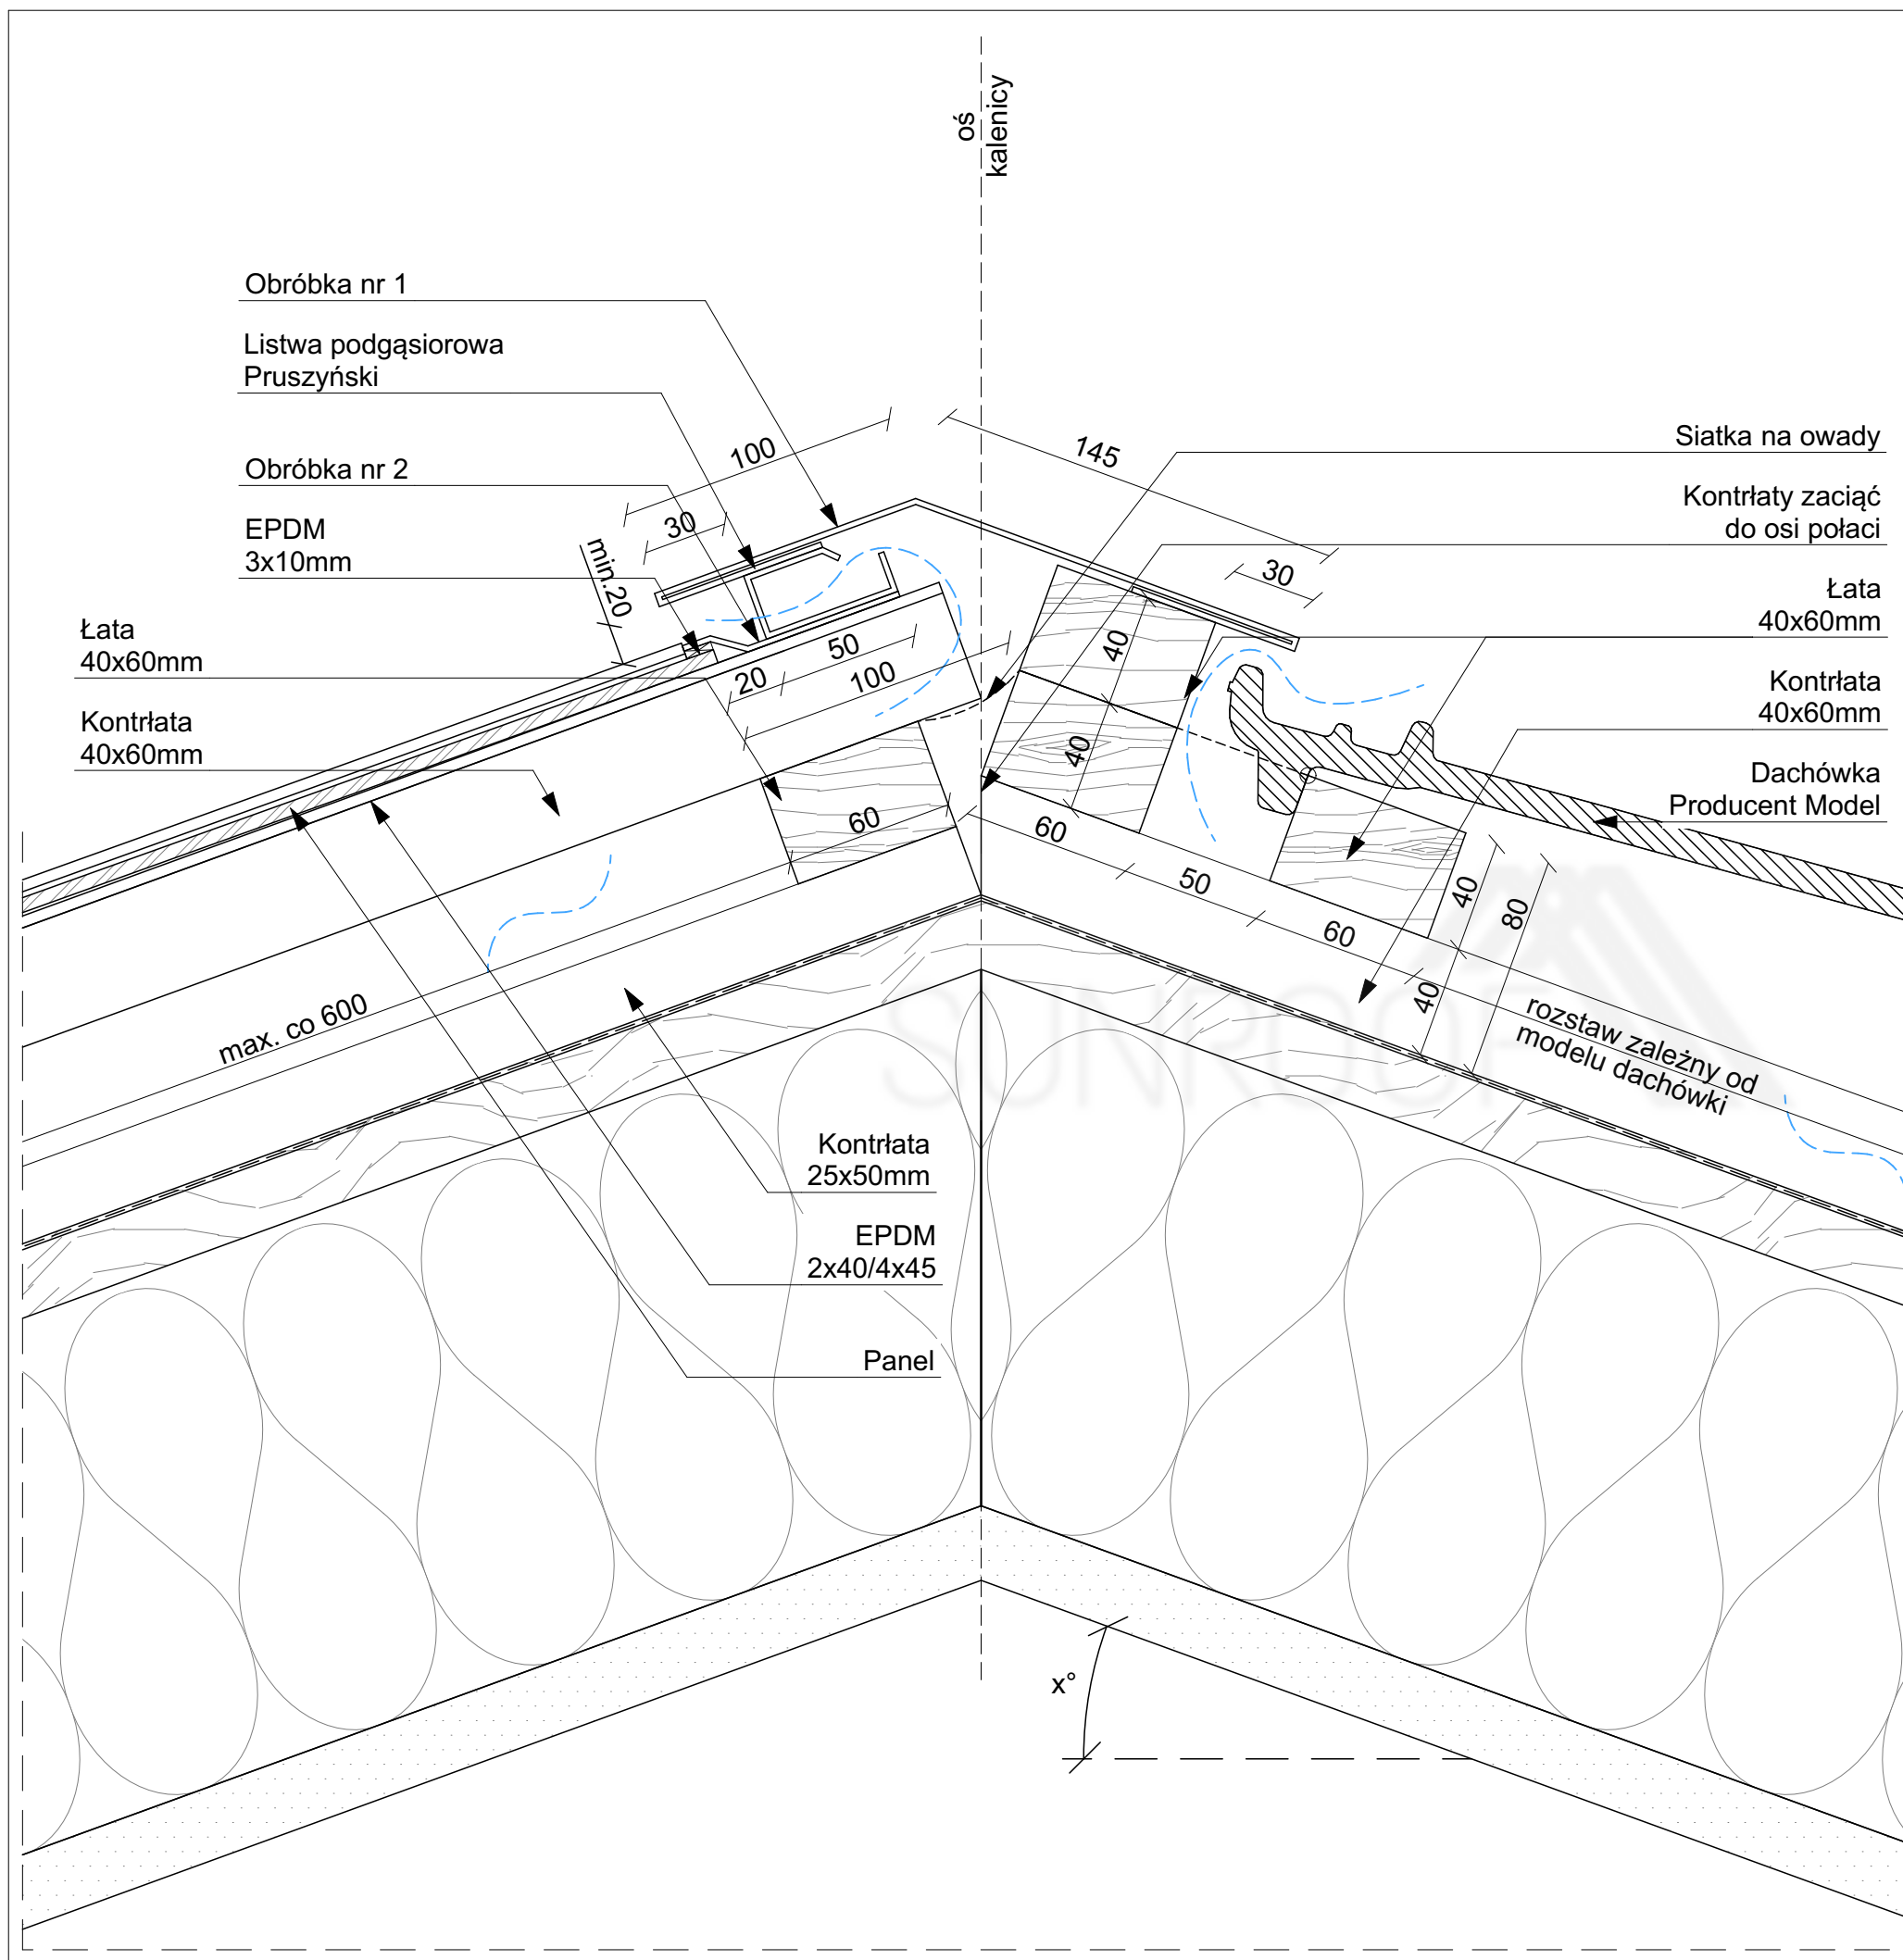 oś
kalenicy
Obróbka nr 1
Listwa podgąsiorowa
Pruszyński
Obróbka nr 2
EPDM
3x10mm
Łata
40x60mm
Kontrłata
40x60mm
100
30
min.20
145
30
Siatka na owady
Kontrłaty zaciąć
do osi połaci
Łata
40x60mm
Kontrłata
40x60mm
Dachówka
Producent Model
50
20
100
60
40
40
60
50
60
40
80
40
max. co 600
rozstaw zależny od
modelu dachówki
SUNROOF
Kontrłata
25x50mm
EPDM
2x40/4x45
Panel
x°